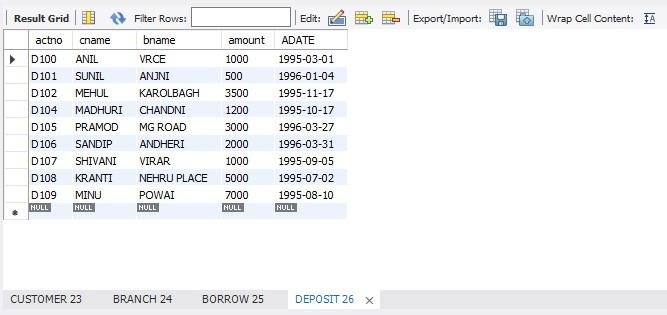 Result Grid Filter Rows: Edit: Export/Import: Wrap Cell Content:
actno cname bname amount ADATE
D100 ANIL VRCE 1000 1995-03-01
D101 SUNIL ANJNI 500 1996-01-04
D102 MEHUL KAROLBAGH 3500 1995-11-17
D104 MADHURI CHANDNI 1200 1995-10-17
D105 PRAMOD MG ROAD 3000 1996-03-27
D106 SANDIP ANDHERI 2000 1996-03-31
D107 SHIVANI VIRAR 1000 1995-09-05
D108 KRANTI NEHRU PLACE 5000 1995-07-02
D109 MINU POWAI 7000 1995-08-10
NULL NULL NULL NULL NULL
CUSTOMER 23 BRANCH 24 BORROW 25 DEPOSIT 26